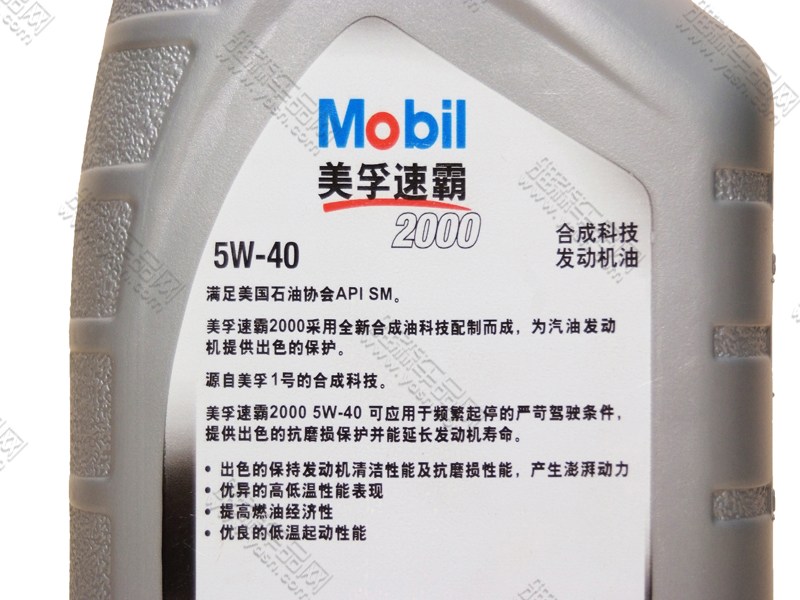 Mobil
美孚速霸
2000
5W-40
合成科技
发动机油
满足美国石油协会API SM。
美孚速霸2000采用全新合成油科技配制而成，为汽油发动
机提供出色的保护。
源自美孚1号的合成科技。
美孚速霸2000 5W-40 可应用于频繁起停的严苛驾驶条件，
提供出色的抗磨损保护并能延长发动机寿命。
• 出色的保持发动机清洁性能及抗磨损性能，产生澎湃动力
• 优异的高低温性能表现
• 提高燃油经济性
• 优良的低温起动性能